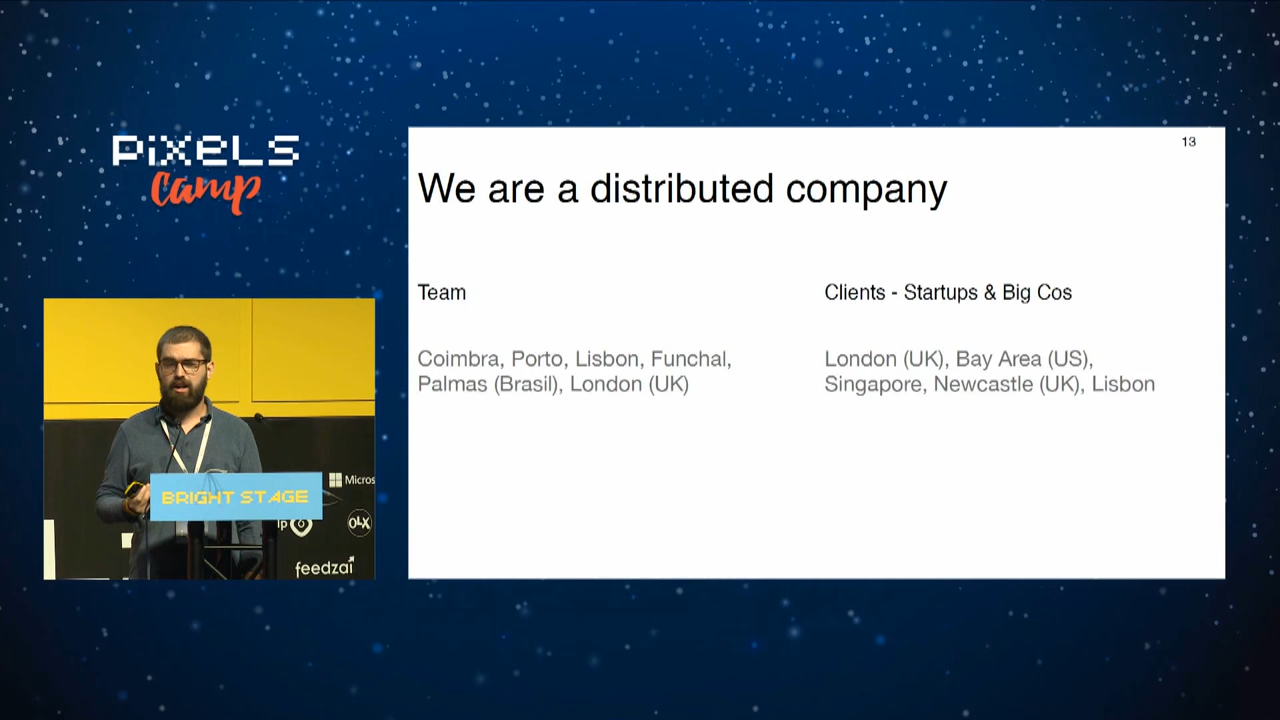 PIXELS
Camp
13
We are a distributed company
Team
Clients - Startups & Big Cos
Coimbra, Porto, Lisbon, Funchal,
Palmas (Brasil), London (UK)
London (UK), Bay Area (US),
Singapore, Newcastle (UK), Lisbon
BRIGHT STAGE
Micros
lp
OLX
feedzai